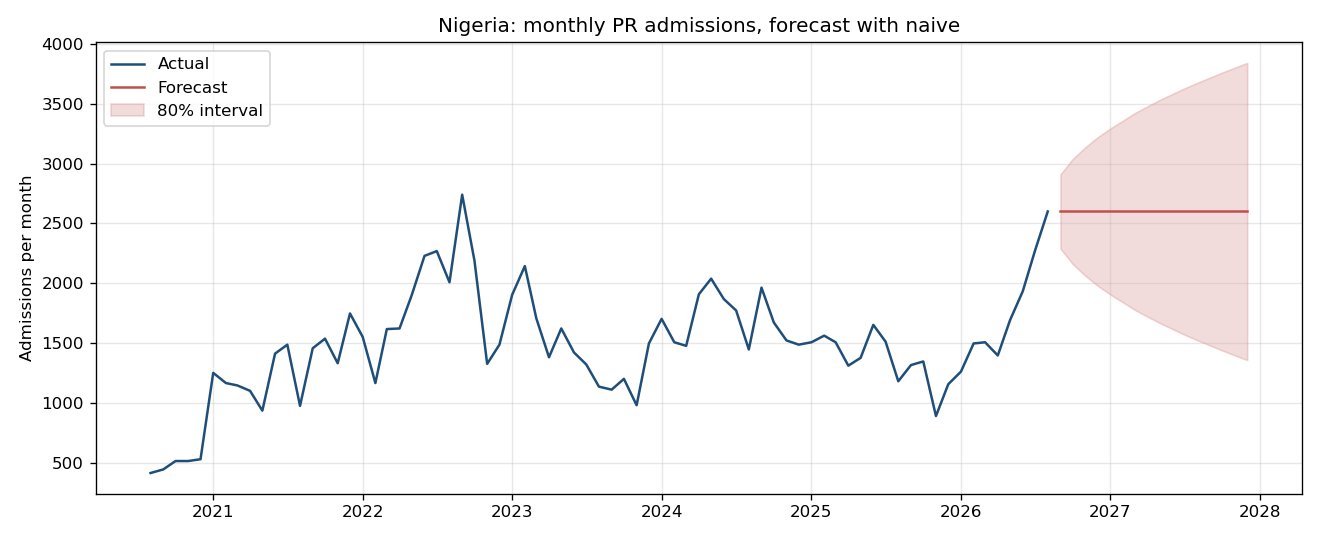 Nigeria: monthly PR admissions, forecast with naive
Actual
Forecast
80% interval
Admissions per month
4000
3500
3000
2500
2000
1500
1000
500
2021 2022 2023 2024 2025 2026 2027 2028